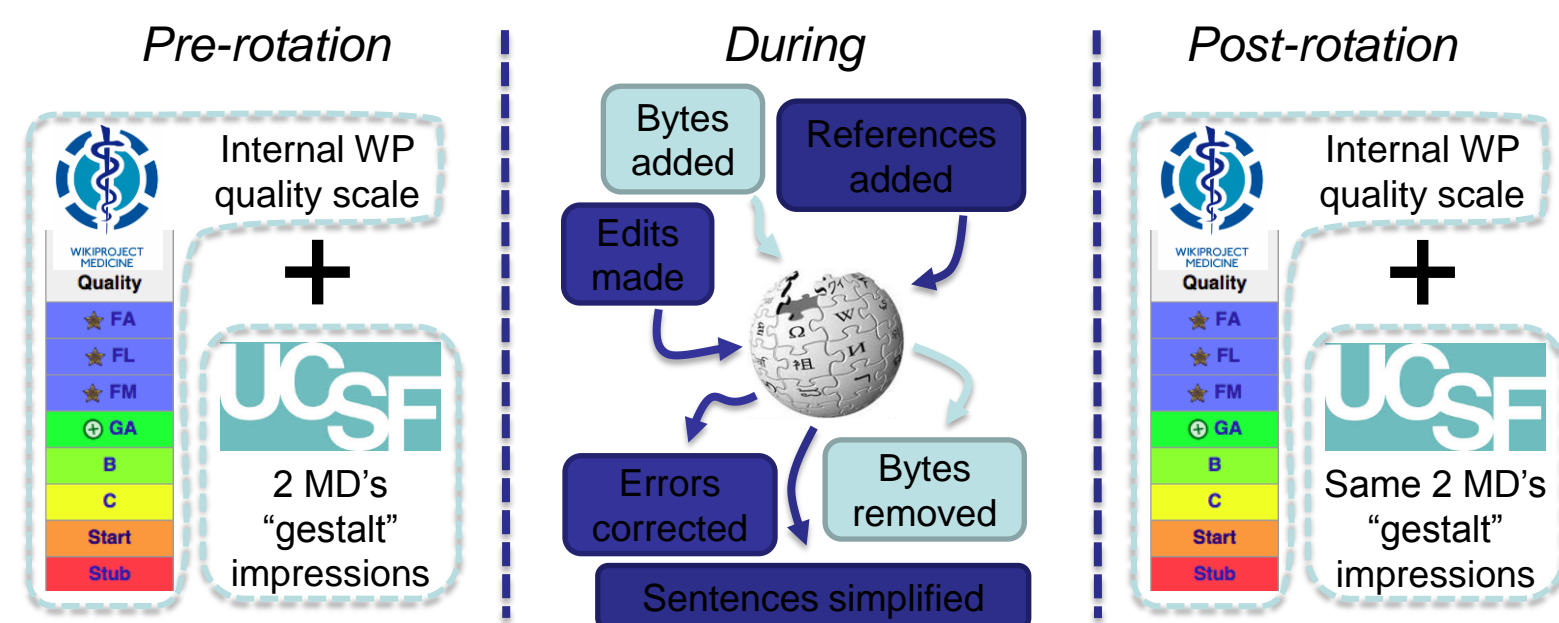 Pre-rotation
Internal WP
quality scale
WIKIPROJECT
MEDICINE
Quality
FA
FL
FM
GA
B
C
Start
Stub
+
UCSF
2 MD's
“gestalt”
impressions
During
Bytes
added
References
added
Edits
made
Ω
W
И
祖
Errors
corrected
Bytes
removed
Sentences simplified
Post-rotation
Internal WP
quality scale
WIKIPROJECT
MEDICINE
Quality
FA
FL
FM
GA
B
C
Start
Stub
+
UCSF
Same 2 MD's
“gestalt”
impressions